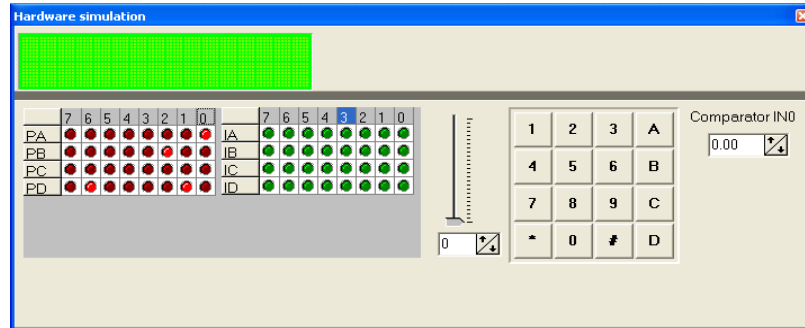 Hardware simulation
7 6 5 4 3 2 1 0
7 6 5 4 3 2 1 0
PA
IA
PB
IB
PC
IC
PD
ID
0
1 2 3 A
4 5 6 B
7 8 9 C
* 0 # D
Comparator IN0
0.00